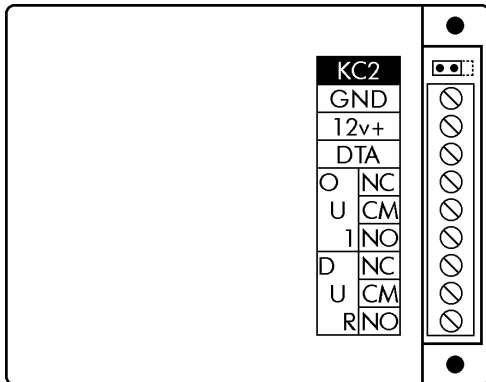 KC2
GND
12v+
DTA
O NC
U CM
1 NO
D NC
U CM
R NO